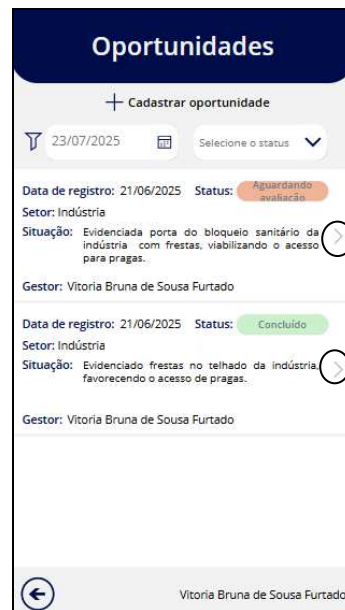 Oportunidades
Cadastrar oportunidade
23/07/2025 Selecione o status
Data de registro: 21/06/2025 Status: Aguardando
avaliação
Setor: Indústria
Situação: Evidenciada porta do bloqueio sanitário da
indústria com frestas, viabilizando o acesso
para pragas.
Gestor: Vitoria Bruna de Sousa Furtado
Data de registro: 21/06/2025 Status: Concluído
Setor: Indústria
Situação: Evidenciado frestas no telhado da indústria,
favorecendo o acesso de pragas.
Gestor: Vitoria Bruna de Sousa Furtado
Vitoria Bruna de Sousa Furtado